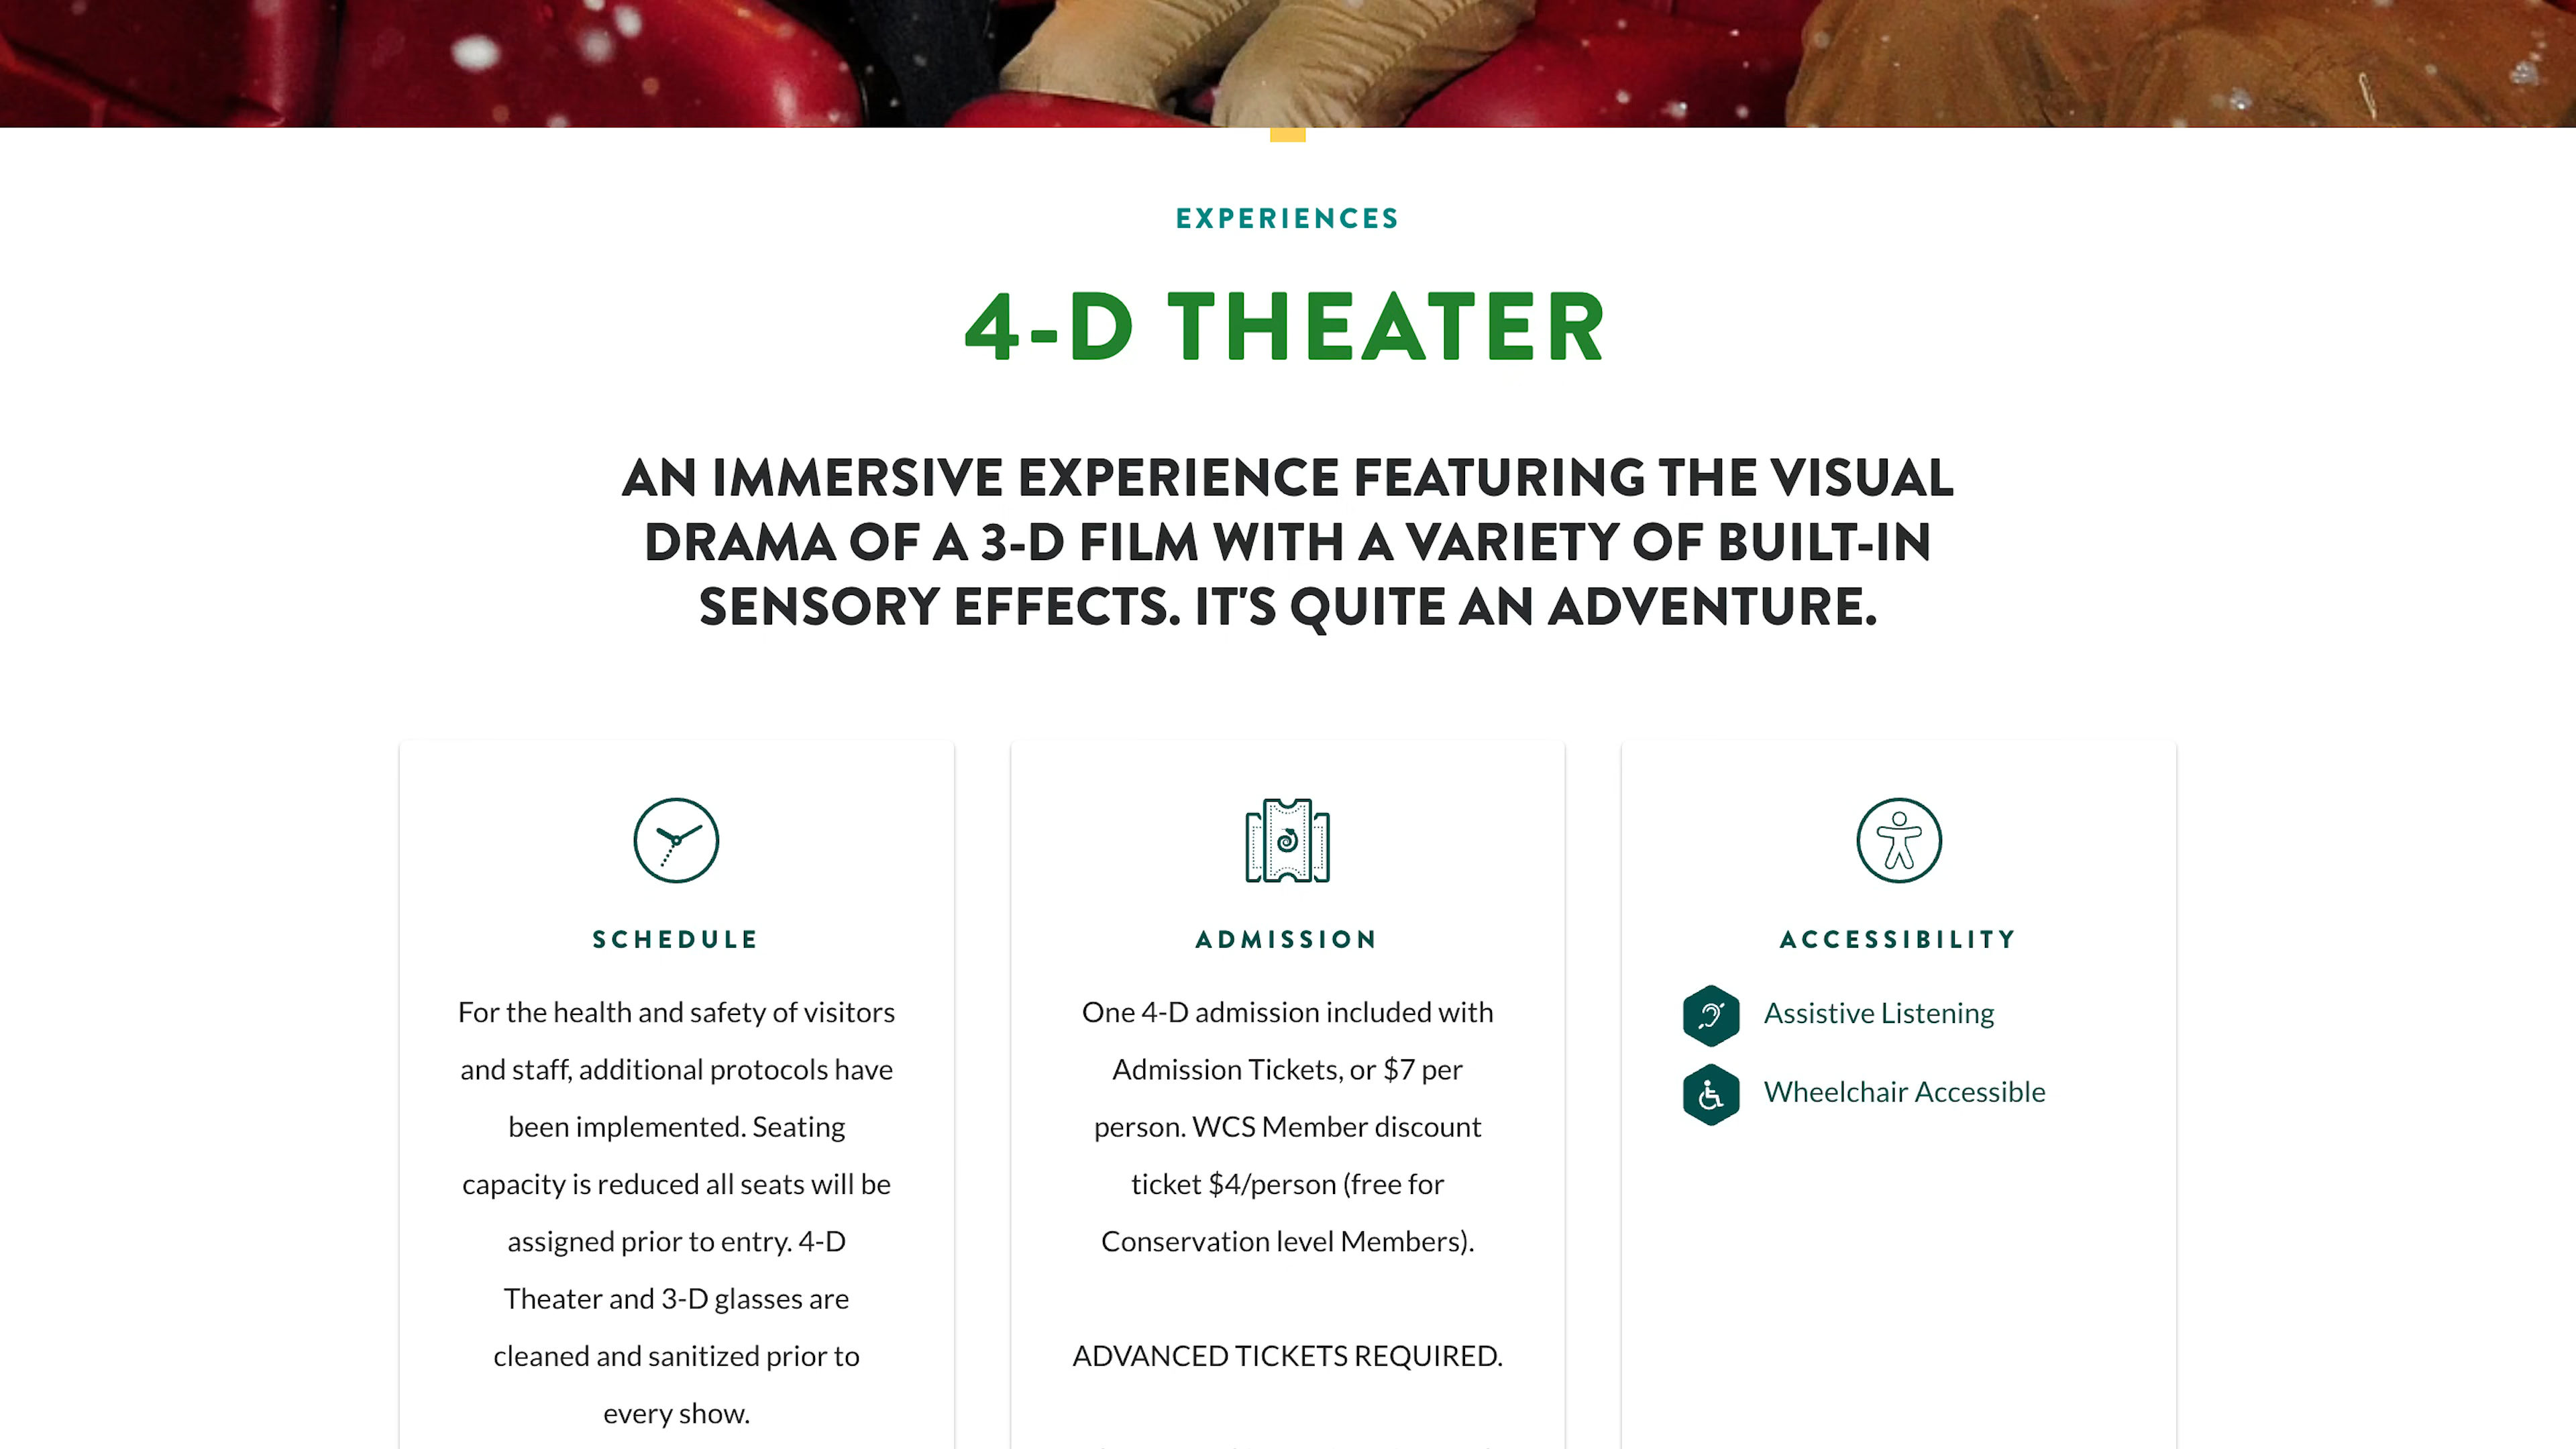 EXPERIENCES
4-D THEATER
AN IMMERSIVE EXPERIENCE FEATURING THE VISUAL
DRAMA OF A 3-D FILM WITH A VARIETY OF BUILT-IN
SENSORY EFFECTS. IT'S QUITE AN ADVENTURE.
SCHEDULE
For the health and safety of visitors
and staff, additional protocols have
been implemented. Seating
capacity is reduced all seats will be
assigned prior to entry. 4-D
Theater and 3-D glasses are
cleaned and sanitized prior to
every show.
ADMISSION
One 4-D admission included with
Admission Tickets, or $7 per
person. WCS Member discount
ticket $4/person (free for
Conservation level Members).
ADVANCED TICKETS REQUIRED.
ACCESSIBILITY
Assistive Listening
Wheelchair Accessible